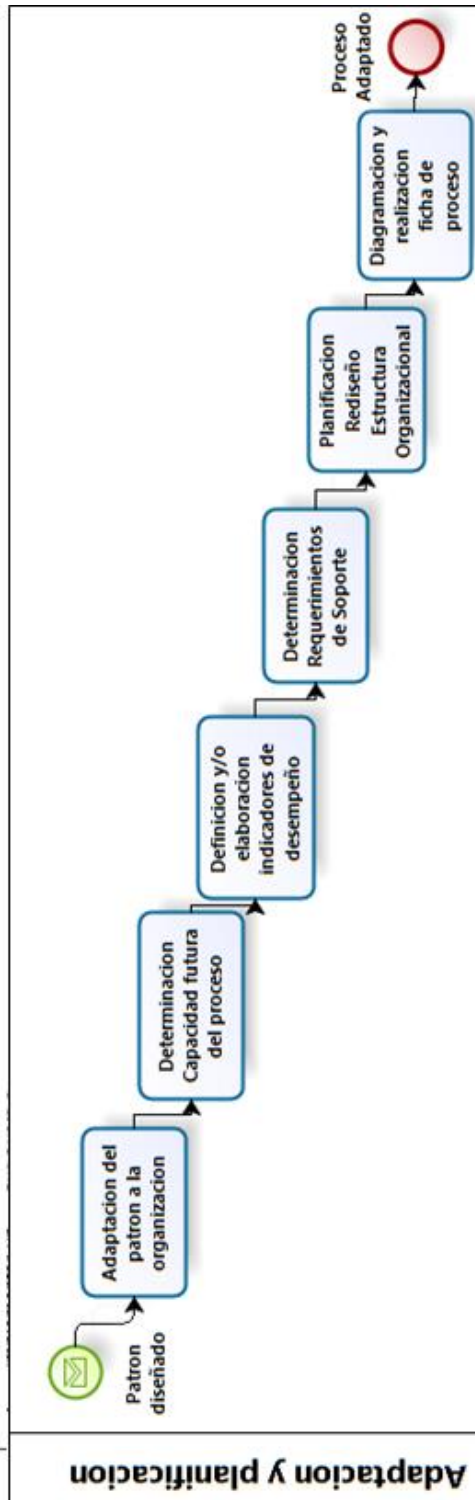 Adaptacion y planificacion
Patron
diseñado
Adaptacion del
patron a la
organizacion
Determinacion
Capacidad futura
del proceso
Definicion y/o
elaboracion
indicadores de
desempeño
Determinacion
Requerimientos
de Soporte
Planificacion
Rediseño
Estructura
Organizacional
Diagramacion y
realizacion
ficha de
proceso
Proceso
Adaptado